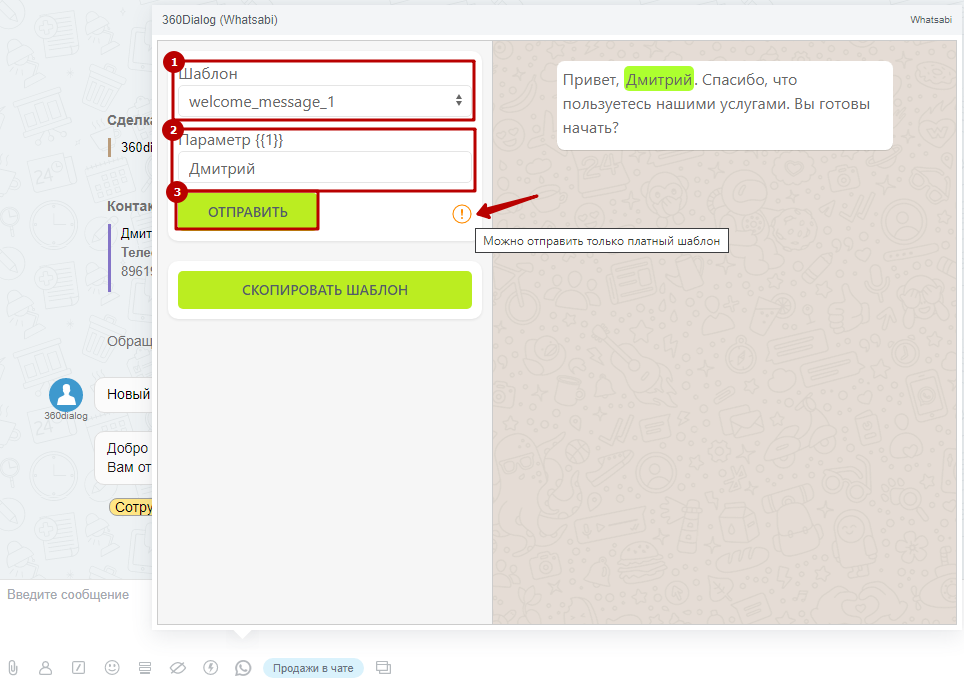 360Dialog (Whatsabi)
Whatsabi
1
Шаблон
welcome_message_1
2
Параметр {{1}}
Дмитрий
3
ОТПРАВИТЬ
Можно отправить только платный шаблон
СКОПИРОВАТЬ ШАБЛОН
Привет, Дмитрий. Спасибо, что
пользуетесь нашими услугами. Вы готовы
начать?
Сделка
360di
Контак
Дмит
Теле
8961
Обращ
360dialog
Новый
Добро
Вам от
Сотру
Введите сообщение
Продажи в чате